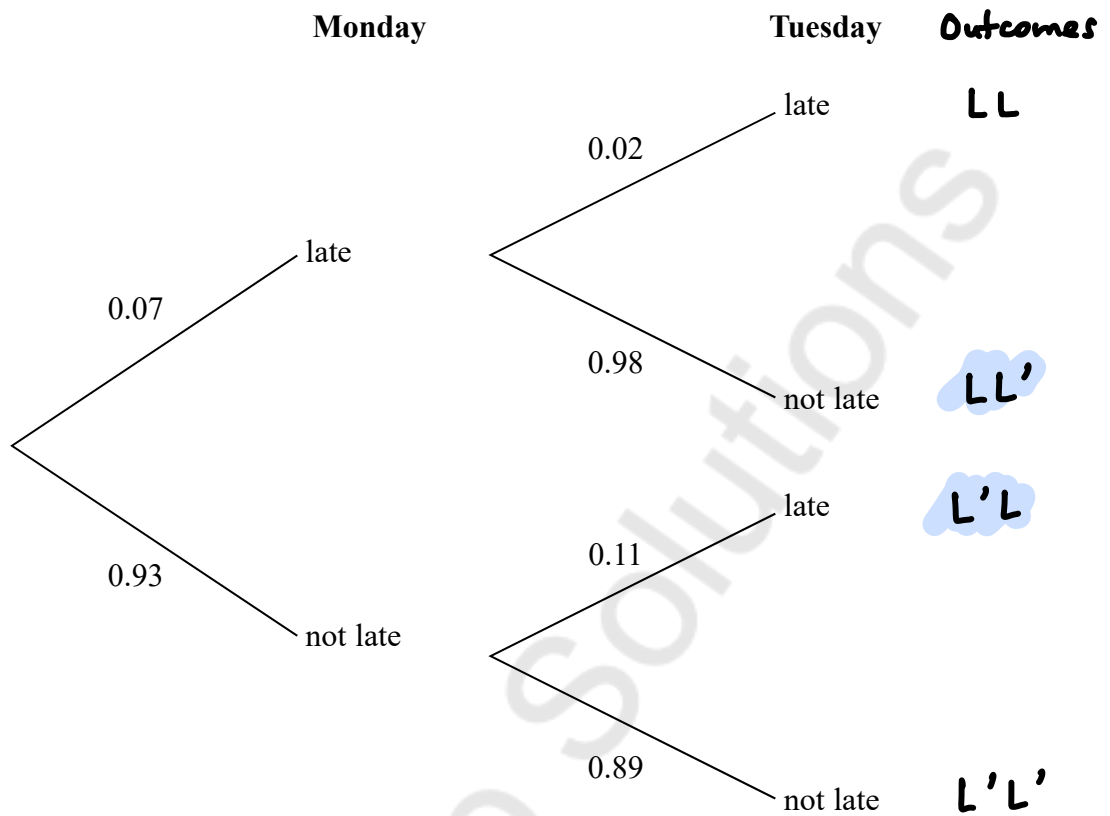 Monday Tuesday Outcomes
late LL
0.02
late
0.07
0.98
not late LL'
late L'L
0.11
0.93
not late
0.89
not late L'L'
Solutions